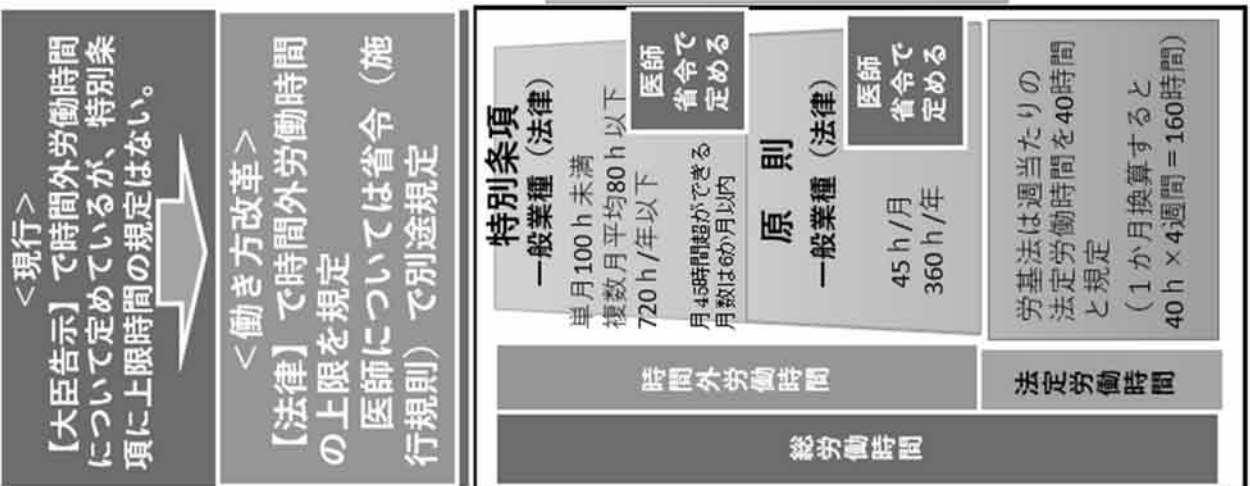 ＜現行＞
【大臣告示】で時間外労働時間
について定めているが、特別条
項に上限時間の規定はない。
＜働き方改革＞
【法律】で時間外労働時間
の上限を規定
医師については省令（施
行規則）で別途規定
特別条項
一般業種（法律）
単月100ｈ未満
複数月平均80ｈ以下
720ｈ/年以下
月45時間超ができる
月数は6か月以内
医師
省令で
定める
原　則
一般業種（法律）
45ｈ/月
360ｈ/年
医師
省令で
定める
労基法は週当たりの
法定労働時間を40時間
と規定
（1か月換算すると
40ｈ×4週間＝160時間）
時間外労働時間
法定労働時間
総労働時間